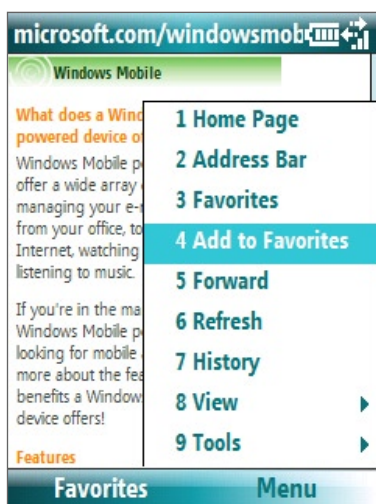 microsoft.com/windowsmob
Windows Mobile
What does a Wind
powered device of
Windows Mobile p
offer a wide array
managing your e-
from your office, to
Internet, watching
listening to music.
If you're in the ma
Windows Mobile p
looking for mobile
more about the fea
benefits a Window
device offers!
Features
1 Home Page
2 Address Bar
3 Favorites
4 Add to Favorites
5 Forward
6 Refresh
7 History
8 View
9 Tools
Favorites
Menu